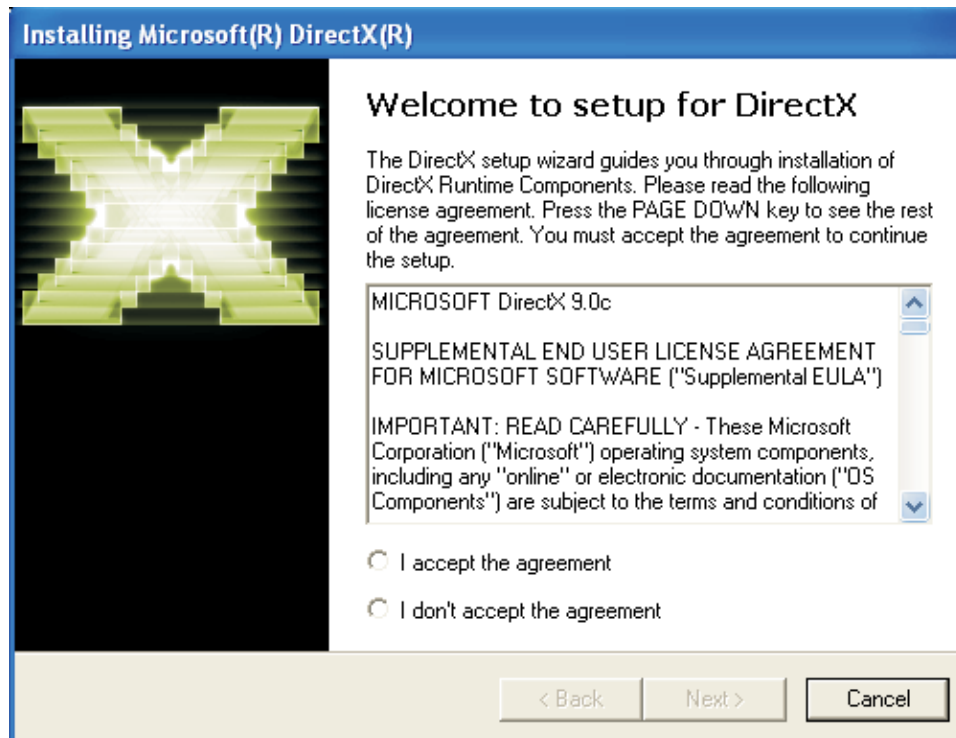 Installing Microsoft(R) DirectX(R)
Welcome to setup for DirectX
The DirectX setup wizard guides you through installation of
DirectX Runtime Components. Please read the following
license agreement. Press the PAGE DOWN key to see the rest
of the agreement. You must accept the agreement to continue
the setup.
MICROSOFT DirectX 9.0c
SUPPLEMENTAL END USER LICENSE AGREEMENT
FOR MICROSOFT SOFTWARE ("Supplemental EULA")
IMPORTANT: READ CAREFULLY - These Microsoft
Corporation ("Microsoft") operating system components,
including any "online" or electronic documentation ("OS
Components") are subject to the terms and conditions of
I accept the agreement
I don't accept the agreement
< Back Next > Cancel